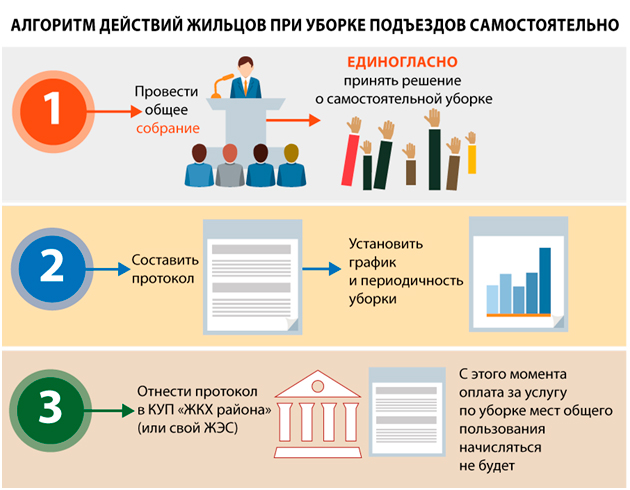 АЛГОРИТМ ДЕЙСТВИЙ ЖИЛЬЦОВ ПРИ УБОРКЕ ПОДЪЕЗДОВ САМОСТОЯТЕЛЬНО
1
Провести
общее
собрание
ЕДИНОГЛАСНО
принять решение
о самостоятельной уборке
2
Составить
протокол
Установить
график
и периодичность
уборки
3
Отнести протокол
в КУП «ЖКХ района»
(или свой ЖЭС)
С этого момента
оплата за услугу
по уборке мест общего
пользования
начисляться
не будет